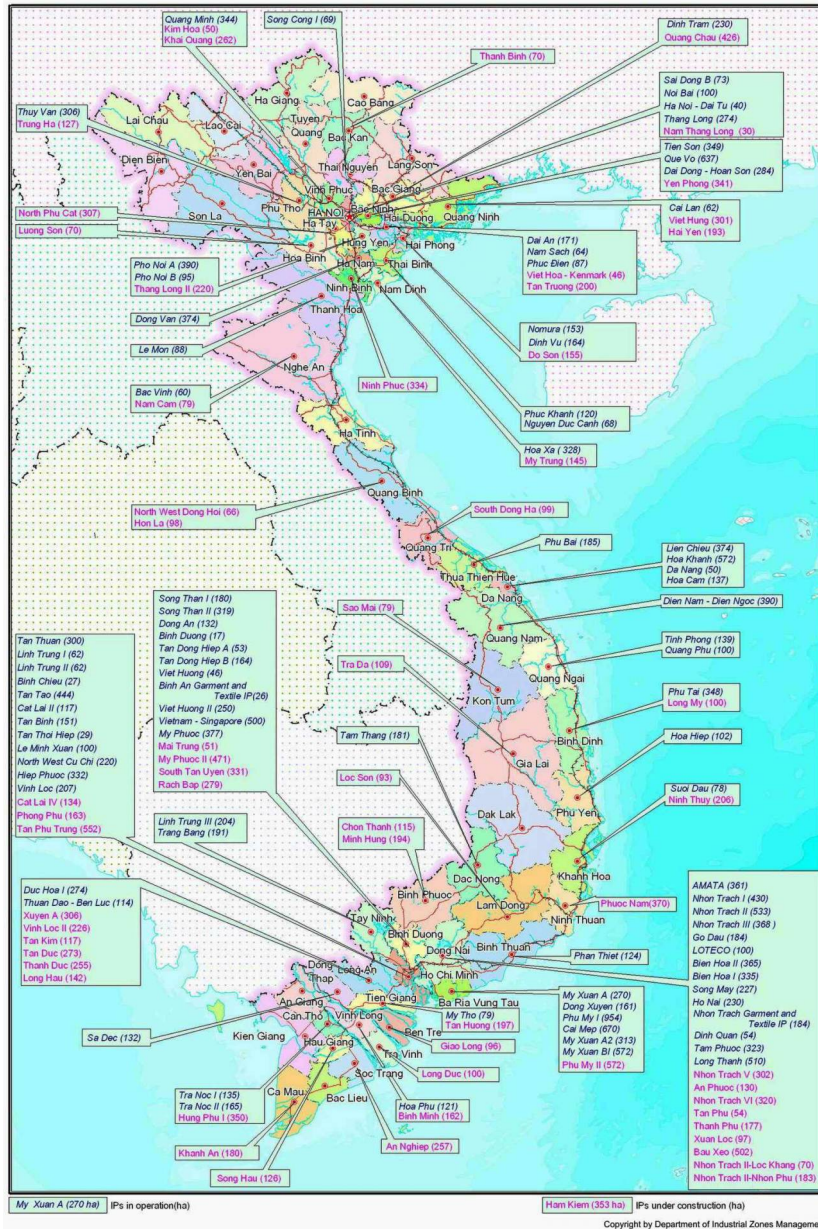 Quang Minh (344)
Kim Hoa (50)
Khai Quang (262)
Song Cong I (69)
Dinh Tram (230)
Quang Chau (426)
Thanh Binh (70)
Sai Dong B (73)
Noi Bai (100)
Ha Noi - Dai Tu (40)
Thang Long (274)
Nam Thang Long (30)
Thuy Van (306)
Trung Ha (127)
Tien Son (349)
Que Vo (637)
Dai Dong - Hoan Son (284)
Yen Phong (341)
North Phu Cat (307)
Luong Son (70)
Cai Lan (62)
Viet Hung (301)
Hai Yen (193)
Dai An (171)
Nam Sach (64)
Phuc Đien (87)
Viet Hoa - Kenmark (46)
Tan Truong (200)
Pho Noi A (390)
Pho Noi B (95)
Thang Long II (220)
Dong Van (374)
Le Mon (88)
Nomura (153)
Dinh Vu (164)
Do Son (155)
Ninh Phuc (334)
Bac Vinh (60)
Nam Cam (79)
Phuc Khanh (120)
Nguyen Duc Canh (68)
Hoa Xa (328)
My Trung (145)
North West Dong Hoi (66)
Hon La (98)
South Dong Ha (99)
Phu Bai (185)
Lien Chieu (374)
Hoa Khanh (572)
Da Nang (50)
Hoa Cam (137)
Dien Nam - Dien Ngoc (390)
Song Than I (180)
Song Than II (319)
Dong An (132)
Binh Duong (17)
Tan Dong Hiep A (53)
Tan Dong Hiep B (164)
Viet Huong (46)
Binh An Garment and
Textile IP(26)
Viet Huong II (250)
Vietnam - Singapore (500)
My Phuoc (377)
Mai Trung (51)
My Phuoc II (471)
South Tan Uyen (331)
Rach Bap (279)
Sao Mai (79)
Tra Da (109)
Tinh Phong (139)
Quang Phu (100)
Tan Thuan (300)
Linh Trung I (62)
Linh Trung II (62)
Binh Chieu (27)
Tan Tao (444)
Cat Lai II (117)
Tan Binh (151)
Tan Thoi Hiep (29)
Le Minh Xuan (100)
North West Cu Chi (220)
Hiep Phuoc (332)
Vinh Loc (207)
Cat Lai IV (134)
Phong Phu (163)
Tan Phu Trung (552)
Phu Tai (348)
Long My (100)
Tam Thang (181)
Hoa Hiep (102)
Loc Son (93)
Suoi Dau (78)
Ninh Thuy (206)
Linh Trung III (204)
Trang Bang (191)
Chon Thanh (115)
Minh Hung (194)
Duc Hoa I (274)
Thuan Dao - Ben Luc (114)
Xuyen A (306)
Vinh Loc II (226)
Tan Kim (117)
Tan Duc (273)
Thanh Duc (255)
Long Hau (142)
Phuoc Nam(370)
AMATA (361)
Nhon Trach I (430)
Nhon Trach II (533)
Nhon Trach III (368 )
Go Dau (184)
LOTECO (100)
Bien Hoa II (365)
Bien Hoa I (335)
Song May (227)
Ho Nai (230)
Nhon Trach Garment and
Textile IP (184)
Dinh Quan (54)
Tam Phuoc (323)
Long Thanh (510)
Nhon Trach V (302)
An Phuoc (130)
Nhon Trach VI (320)
Tan Phu (54)
Thanh Phu (177)
Xuan Loc (97)
Bau Xeo (502)
Nhon Trach II-Loc Khang (70)
Nhon Trach II-Nhon Phu (183)
Phan Thiet (124)
My Xuan A (270)
Dong Xuyen (161)
Phu My I (954)
Cai Mep (670)
My Xuan A2 (313)
My Xuan BI (572)
Phu My II (572)
My Tho (79)
Tan Huong (197)
Sa Dec (132)
Giao Long (96)
Long Duc (100)
Tra Noc I (135)
Tra Noc II (165)
Hung Phu I (350)
Hoa Phu (121)
Binh Minh (162)
Khanh An (180)
An Nghiep (257)
Song Hau (126)
Ha Giang
Cao Bang
Lai Chau
Lao Cai
Tuyen
Quang
Bac Kan
Dien Bien
Yen Bai
Thai Nguyen
Lang Son
Vinh Phuc
Bac Giang
Phu Tho
HA NOI
Bac Ninh
Quang Ninh
Son La
Ha Tay
Hai Duong
Hung Yen
Hai Phong
Hoa Binh
Ha Nam
Thai Binh
Ninh Binh
Nam Dinh
Thanh Hoa
Nghe An
Ha Tinh
Quang Binh
Quang Tri
Thua Thien Hue
Da Nang
Quang Nam
Quang Ngai
Kon Tum
Binh Dinh
Gia Lai
Phu Yen
Dak Lak
Khanh Hoa
Dac Nong
Binh Phuoc
Lam Dong
Ninh Thuan
Tay Ninh
Binh Duong
Dong Nai
Binh Thuan
Ho Chi Minh
Dong
Thap
Long An
Ba Ria Vung Tau
An Giang
Tien Giang
Can Tho
Vinh Long
Ben Tre
Kien Giang
Hau Giang
Tra Vinh
Soc Trang
Ca Mau
Bac Lieu
My Xuan A (270 ha)
IPs in operation(ha)
Ham Kiem (353 ha)
IPs under construction (ha)
Copyright by Department of Industrial Zones Manageme